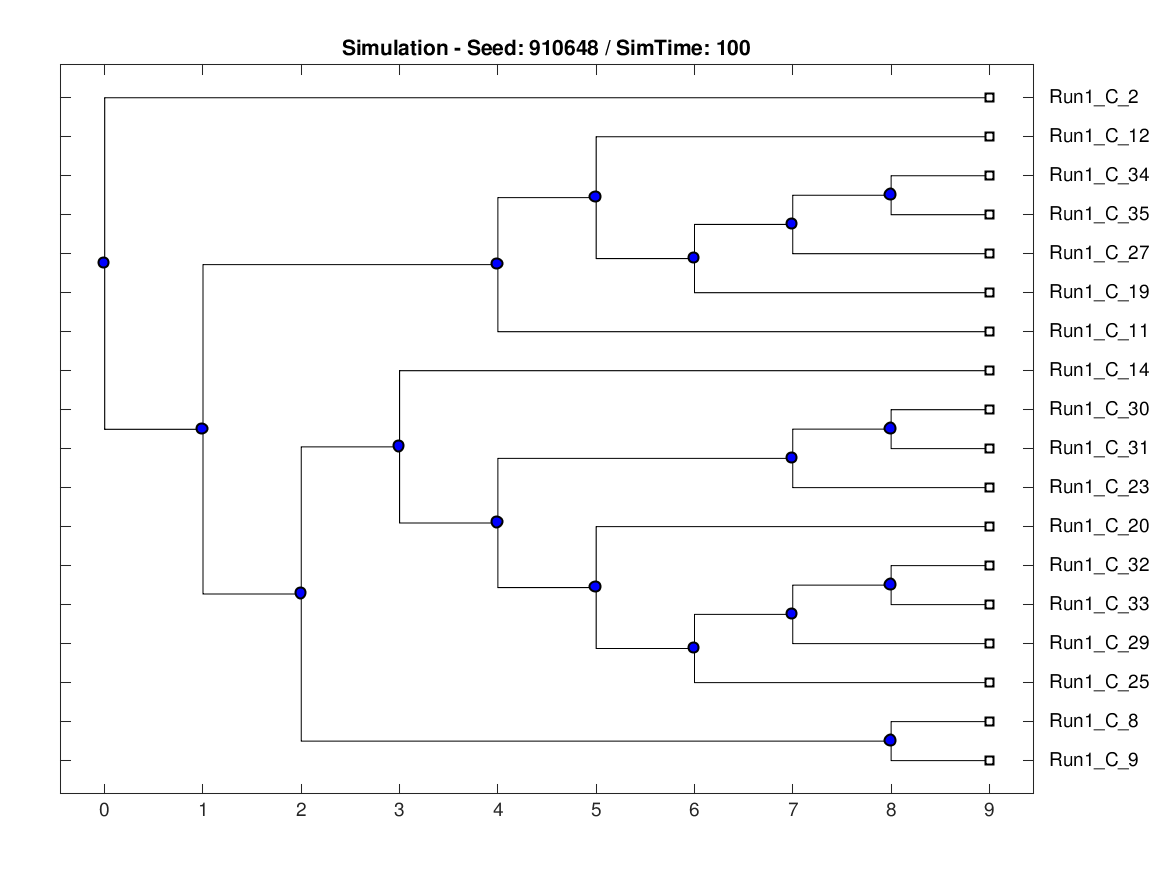 Simulation - Seed: 910648 / SimTime: 100
Run1_C_2
Run1_C_12
Run1_C_34
Run1_C_35
Run1_C_27
Run1_C_19
Run1_C_11
Run1_C_14
Run1_C_30
Run1_C_31
Run1_C_23
Run1_C_20
Run1_C_32
Run1_C_33
Run1_C_29
Run1_C_25
Run1_C_8
Run1_C_9
0 1 2 3 4 5 6 7 8 9